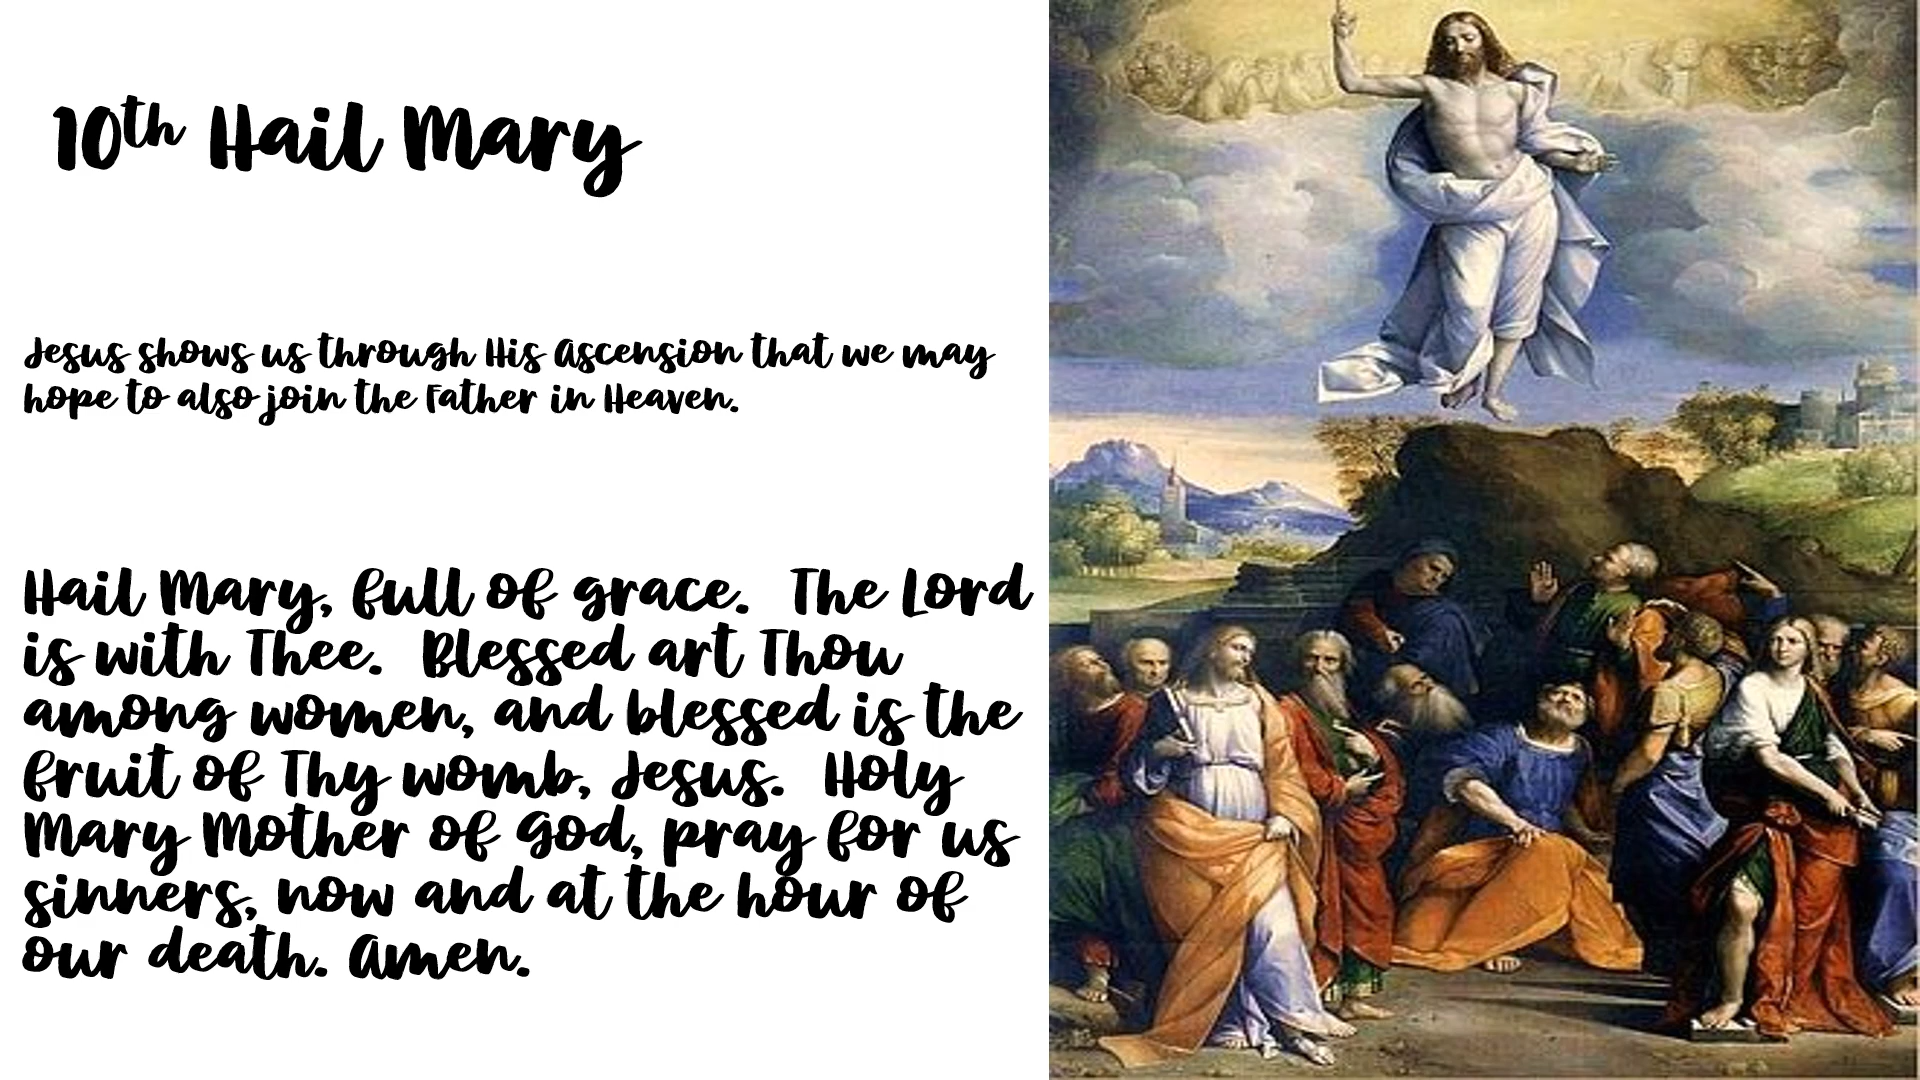 10th Hail Mary
Jesus shows us through His Ascension that we may
hope to also join the Father in Heaven.
Hail Mary, full of grace. The Lord
is with Thee. Blessed art Thou
among women, and blessed is the
fruit of Thy womb, Jesus. Holy
Mary Mother of God, pray for us
sinners, now and at the hour of
our death. Amen.